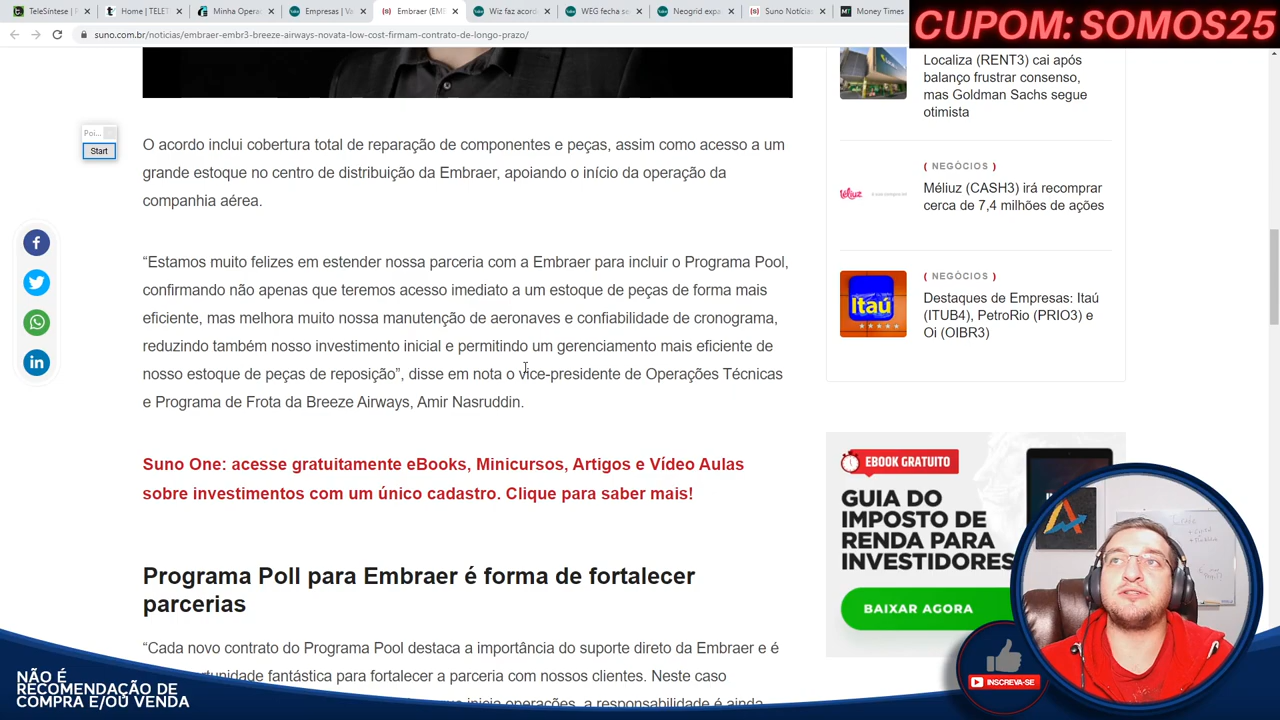 TeleSíntese | P
Home | TELET
Minha Opera
Empresas | Va
Embraer (EME
Wiz faz acord
WEG fecha se
Neogrid expa
Suno Notícias
Money Times
CUPOM: SOMOS25
suno.com.br/noticias/embraer-embr3-breeze-airways-novata-low-cost-firmam-contrato-de-longo-prazo/
Localiza (RENT3) cai após
balanço frustrar consenso,
mas Goldman Sachs segue
otimista
Poi...
Start
O acordo inclui cobertura total de reparação de componentes e peças, assim como acesso a um
grande estoque no centro de distribuição da Embraer, apoiando o início da operação da
companhia aérea.
( NEGÓCIOS )
méliuz
Méliuz (CASH3) irá recomprar
cerca de 7,4 milhões de ações
“Estamos muito felizes em estender nossa parceria com a Embraer para incluir o Programa Pool,
confirmando não apenas que teremos acesso imediato a um estoque de peças de forma mais
eficiente, mas melhora muito nossa manutenção de aeronaves e confiabilidade de cronograma,
reduzindo também nosso investimento inicial e permitindo um gerenciamento mais eficiente de
nosso estoque de peças de reposição”, disse em nota o vice-presidente de Operações Técnicas
e Programa de Frota da Breeze Airways, Amir Nasruddin.
( NEGÓCIOS )
Itaú
Destaques de Empresas: Itaú
(ITUB4), PetroRio (PRIO3) e
Oi (OIBR3)
Suno One: acesse gratuitamente eBooks, Minicursos, Artigos e Vídeo Aulas
sobre investimentos com um único cadastro. Clique para saber mais!
EBOOK GRATUITO
GUIA DO
IMPOSTO DE
RENDA PARA
INVESTIDORES
BAIXAR AGORA
Programa Poll para Embraer é forma de fortalecer
parcerias
“Cada novo contrato do Programa Pool destaca a importância do suporte direto da Embraer e é
tunidade fantástica para fortalecer a parceria com nossos clientes. Neste caso
inicia operações, a responsabilidade é ainda
NÃO É
RECOMENDAÇÃO DE
COMPRA E/OU VENDA
INSCREVA-SE